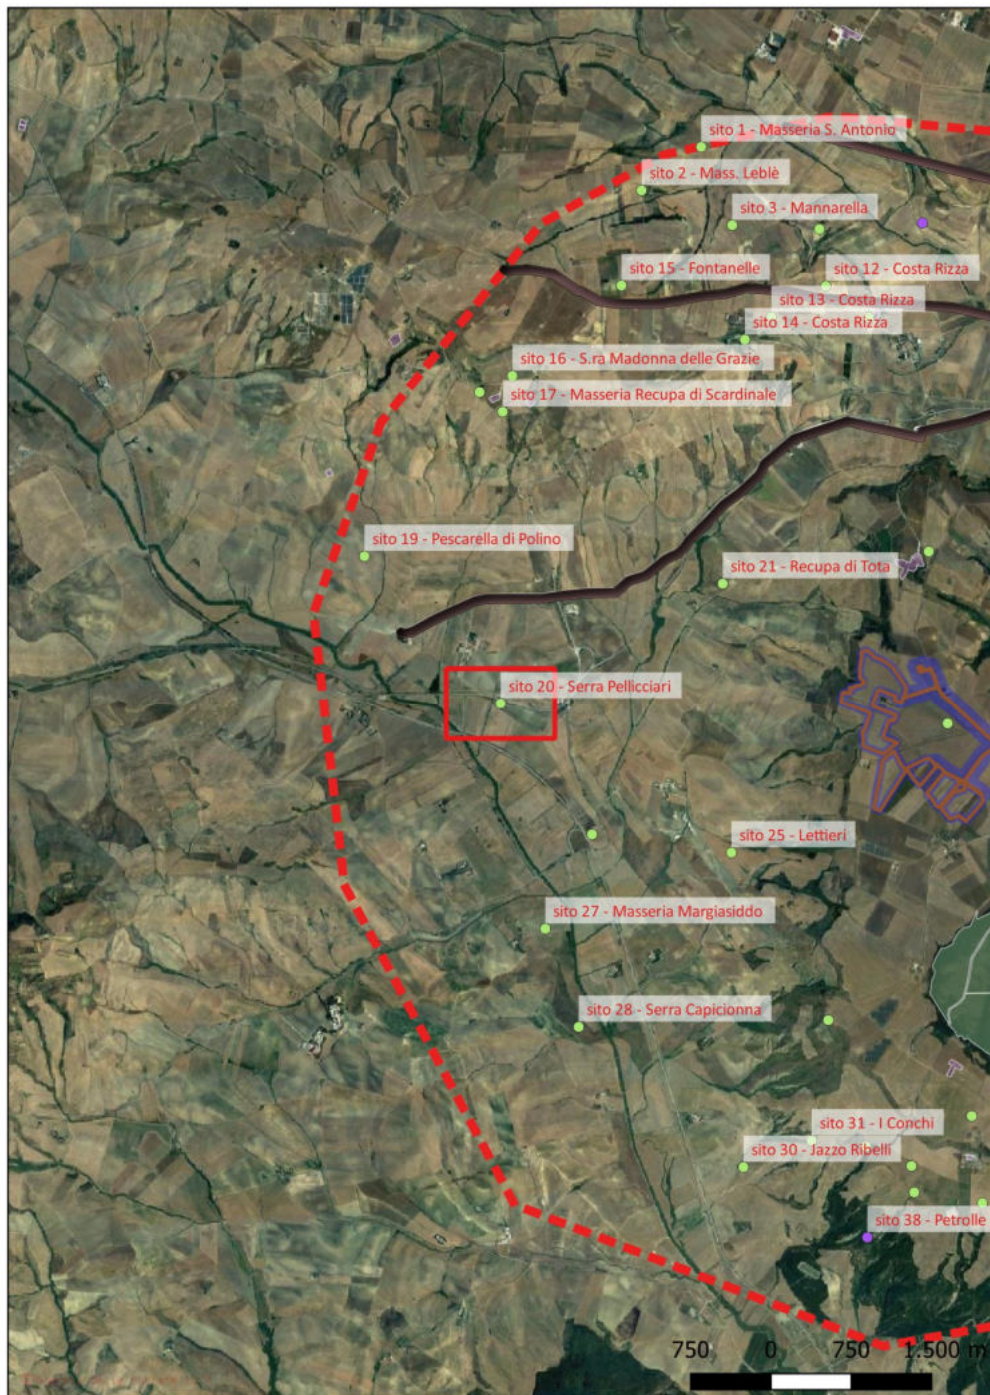 sito 1 - Masseria S. Antonio
sito 2 - Mass. Leblè
sito 3 - Mannarella
sito 15 - Fontanelle
sito 12 - Costa Rizza
sito 13 - Costa Rizza
sito 14 - Costa Rizza
sito 16 - S.ra Madonna delle Grazie
sito 17 - Masseria Recupa di Scardinale
sito 19 - Pescarella di Polino
sito 21 - Recupa di Tota
sito 20 - Serra Pellicciari
sito 25 - Lettieri
sito 27 - Masseria Margiasiddo
sito 28 - Serra Capicionna
sito 31 - I Conchi
sito 30 - Jazzo Ribelli
sito 38 - Petrolle
750 0 750 1.500 m